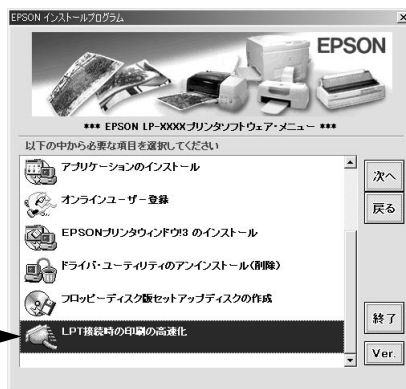 EPSON インストールプログラム
EPSON
*** EPSON LP-XXXXプリンタソフトウェア・メニュー ***
以下の中から必要な項目を選択してください
アプリケーションのインストール
オンラインユーザー登録
EPSONプリンタウィンドウ!3 のインストール
ドライバ・ユーティリティのアンインストール(削除)
フロッピーディスク版セットアップディスクの作成
LPT接続時の印刷の高速化
次へ
戻る
終了
Ver.